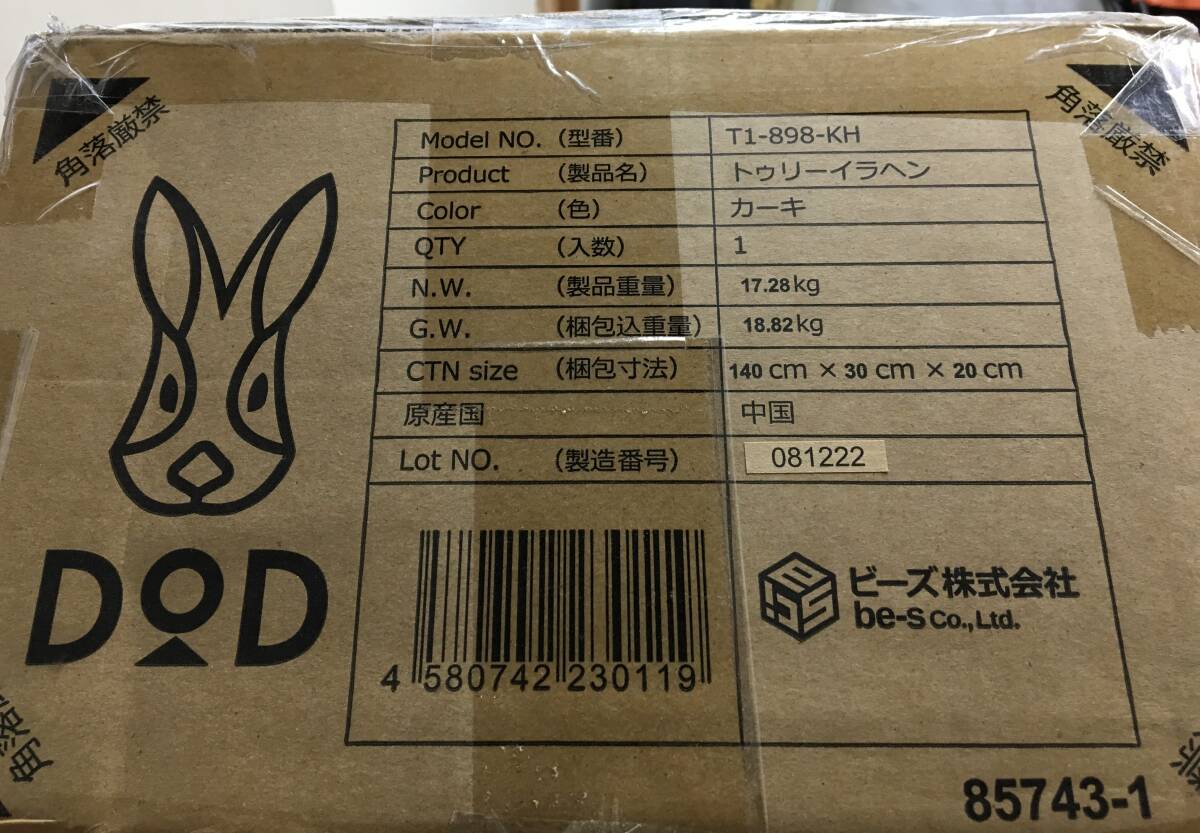 角落厳禁
角落厳禁
Model NO. (型番) T1-898-KH
Product (製品名) トゥリーイラヘン
Color (色) カーキ
QTY (入数) 1
N.W. (製品重量) 17.28kg
G.W. (梱包込重量) 18.82kg
CTN size (梱包寸法) 140 cm × 30 cm × 20 cm
原産国 中国
Lot NO. (製造番号) 081222
DOD
4 580742 230119
ビーズ株式会社
be-s Co.,Ltd.
角落
85743-1